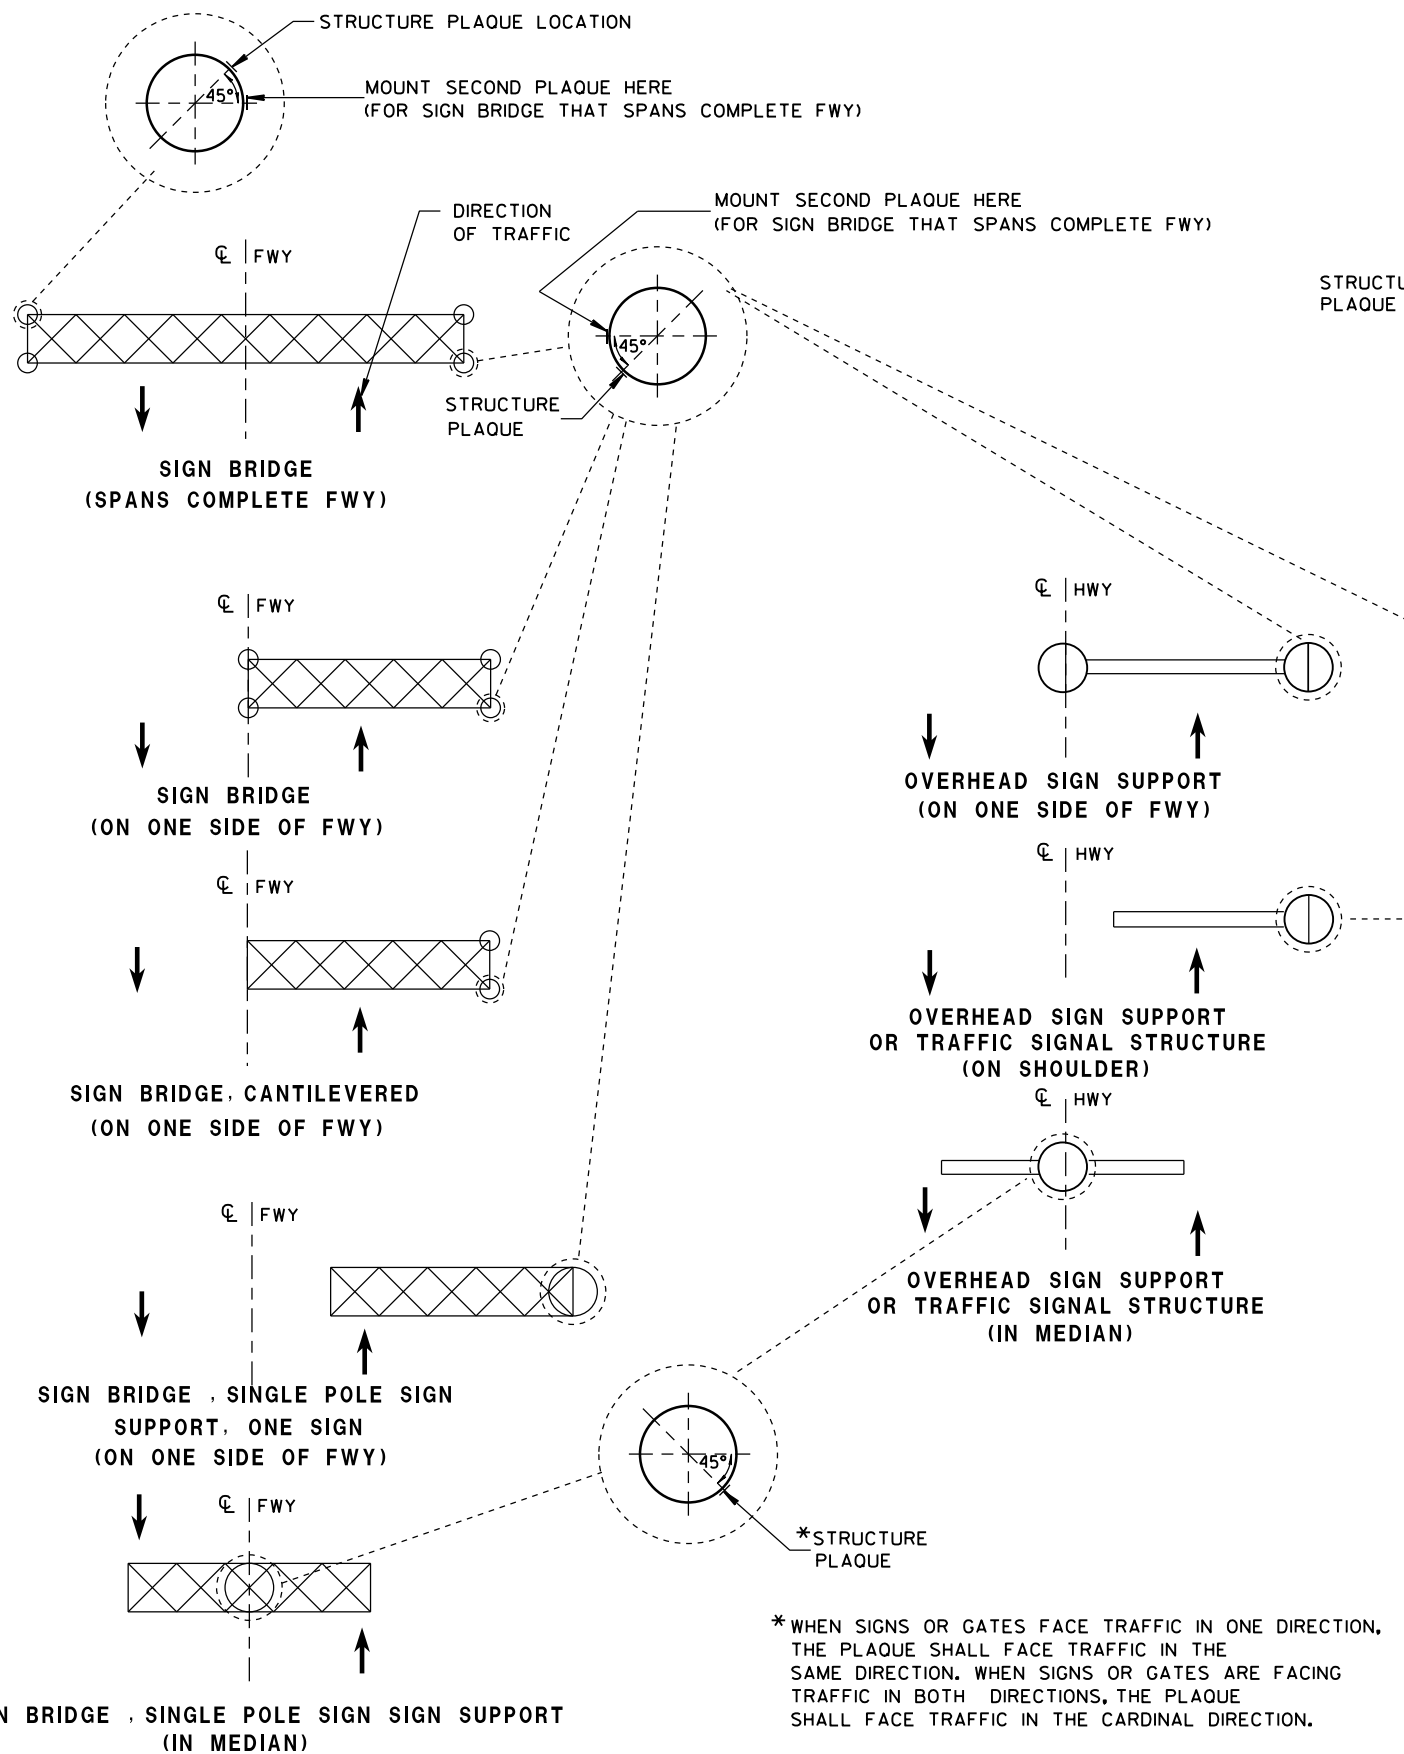 STRUCTURE PLAQUE LOCATION
MOUNT SECOND PLAQUE HERE
(FOR SIGN BRIDGE THAT SPANS COMPLETE FWY)
45°
DIRECTION
OF TRAFFIC
MOUNT SECOND PLAQUE HERE
(FOR SIGN BRIDGE THAT SPANS COMPLETE FWY)
℄ FWY
PLAQUE
45°
STRUCTURE
PLAQUE
SIGN BRIDGE
(SPANS COMPLETE FWY)
℄ FWY
SIGN BRIDGE
(ON ONE SIDE OF FWY)
℄ HWY
OVERHEAD SIGN SUPPORT
(ON ONE SIDE OF FWY)
℄ FWY
SIGN BRIDGE, CANTILEVERED
(ON ONE SIDE OF FWY)
℄ HWY
OVERHEAD SIGN SUPPORT
OR TRAFFIC SIGNAL STRUCTURE
(ON SHOULDER)
℄ HWY
OVERHEAD SIGN SUPPORT
OR TRAFFIC SIGNAL STRUCTURE
(IN MEDIAN)
℄ FWY
SIGN BRIDGE , SINGLE POLE SIGN
SUPPORT, ONE SIGN
(ON ONE SIDE OF FWY)
45°
*STRUCTURE
PLAQUE
℄ FWY
BRIDGE , SINGLE POLE SIGN SIGN SUPPORT
(IN MEDIAN)
* WHEN SIGNS OR GATES FACE TRAFFIC IN ONE DIRECTION,
THE PLAQUE SHALL FACE TRAFFIC IN THE
SAME DIRECTION. WHEN SIGNS OR GATES ARE FACING
TRAFFIC IN BOTH DIRECTIONS, THE PLAQUE
SHALL FACE TRAFFIC IN THE CARDINAL DIRECTION.